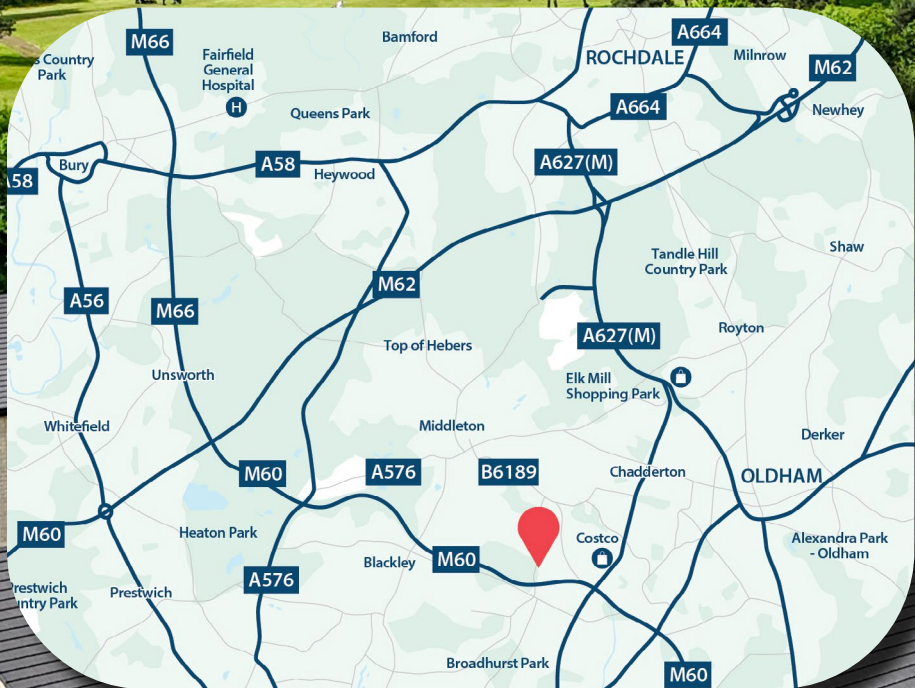 M66
Bamford
A664
ROCHDALE
Milnrow
s Country
Park
Fairfield
General
Hospital
H
M62
A664
Newhey
Queens Park
A58
Bury
Heywood
A627(M)
58
Shaw
Tandle Hill
Country Park
M62
A56
M66
Royton
A627(M)
Top of Hebers
Unsworth
Elk Mill
Shopping Park
Whitefield
Middleton
Derker
M60
A576
B6189
Chadderton
OLDHAM
M60
Heaton Park
Costco
Alexandra Park
- Oldham
Blackley
M60
A576
Prestwich
restwich
untry Park
Broadhurst Park
M60